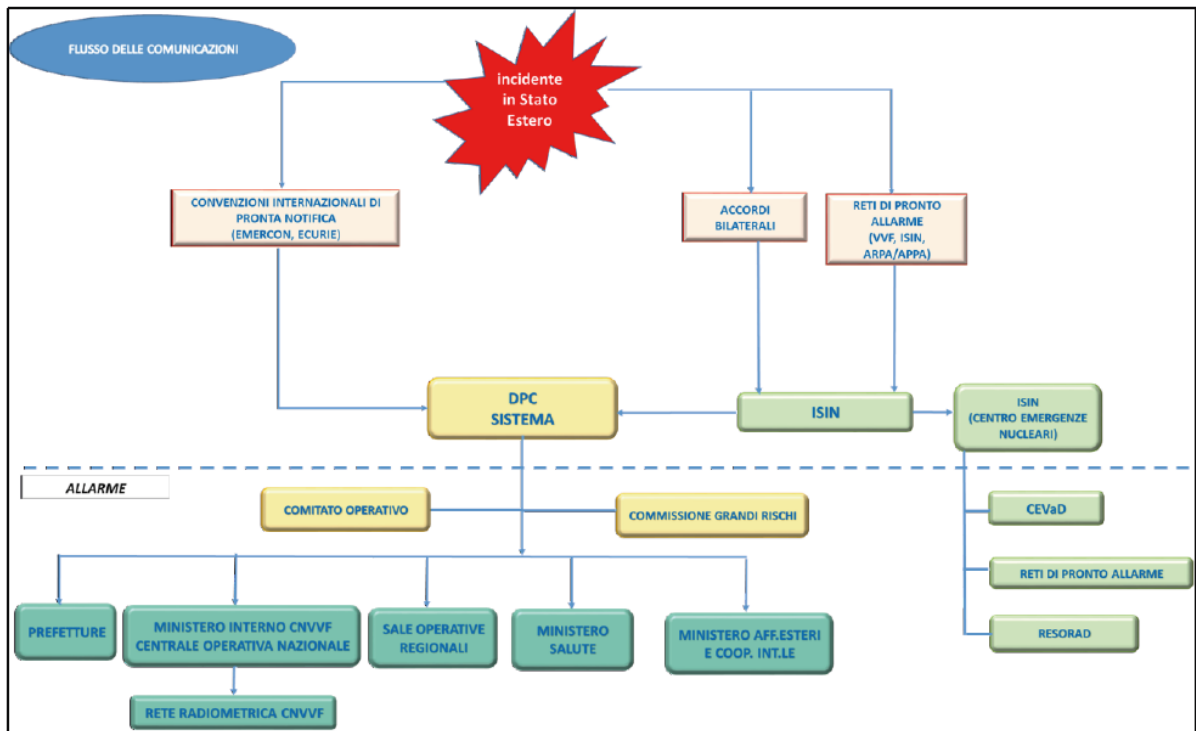 FLUSSO DELLE COMUNICAZIONI
incidente
in Stato
Estero
CONVENZIONI INTERNAZIONALI DI
PRONTA NOTIFICA
(EMERCON, ECURIE)
ACCORDI
BILATERALI
RETI DI PRONTO
ALLARME
(VVF, ISIN,
ARPA/APPA)
DPC
SISTEMA
ISIN
ISIN
(CENTRO EMERGENZE
NUCLEARI)
ALLARME
COMITATO OPERATIVO
COMMISSIONE GRANDI RISCHI
CEVaD
RETI DI PRONTO ALLARME
RESORAD
PREFETTURE
MINISTERO INTERNO CNVVF
CENTRALE OPERATIVA NAZIONALE
SALE OPERATIVE
REGIONALI
MINISTERO
SALUTE
MINISTERO AFF.ESTERI
E COOP. INT.LE
RETE RADIOMETRICA CNVVF